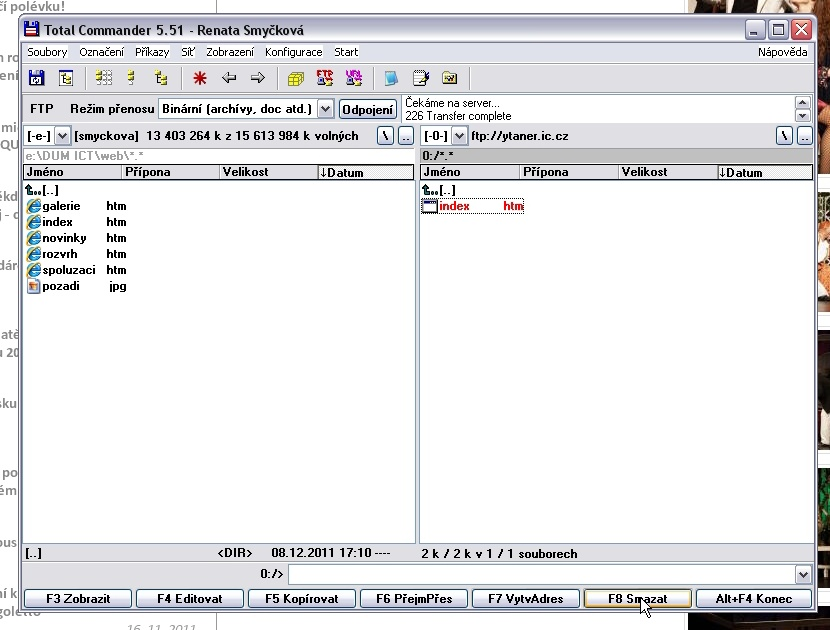 čí polévku!
Total Commander 5.51 - Renata Smyčková
Soubory Označení Příkazy Síť Zobrazení Konfigurace Start Nápověda
FTP Režim přenosu Binární (archívy, doc atd.) Odpojení
Čekáme na server...
226 Transfer complete
[-e-] [smyckova] 13 403 264 k z 15 613 984 k volných \ ..
[-0-] ftp://ytaner.ic.cz \ ..
e:\DUM ICT\web\*.*
0:/*.*
Jméno Přípona Velikost ↓Datum
Jméno Přípona Velikost ↓Datum
[..]
galerie htm
index htm
novinky htm
rozvrh htm
spoluzaci htm
pozadi jpg
[..]
index htm
[..] <DIR> 08.12.2011 17:10 ----
2 k / 2 k v 1 / 1 souborech
0:/>
F3 Zobrazit F4 Editovat F5 Kopírovat F6 PřejmPřes F7 VytvAdres F8 Smazat Alt+F4 Konec
16. 11. 2011